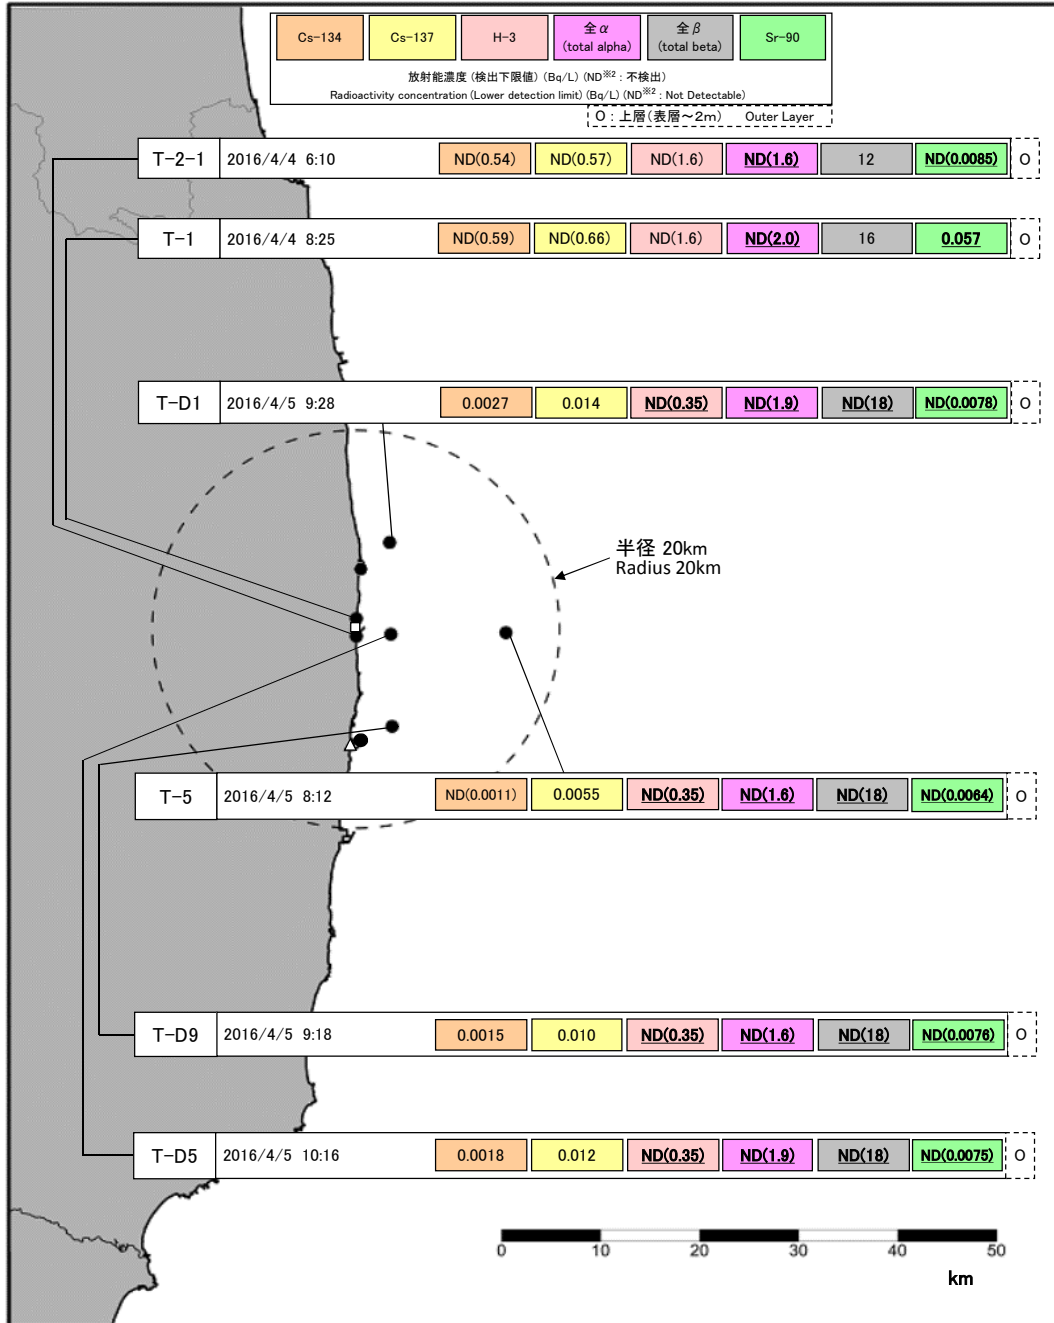 Cs-134 Cs-137 H-3 全α Sr-90 全β
(total alpha) (total beta)
放射能濃度 (検出下限値) (Bq/L) (ND※2 : 不検出)
Radioactivity concentration (Lower detection limit) (Bq/L) (ND※2 : Not Detectable)
O : 上層(表層~2m) Outer Layer
T-2-1 2016/4/4 6:10 ND(0.54) ND(0.57) ND(1.6) ND(1.6) 12 ND(0.0085) O
T-1 2016/4/4 8:25 ND(0.59) ND(0.66) ND(1.6) ND(2.0) 16 0.057 O
T-D1 2016/4/5 9:28 0.0027 0.014 ND(0.35) ND(1.9) ND(18) ND(0.0078) O
半径 20km
Radius 20km
T-5 2016/4/5 8:12 ND(0.0011) 0.0055 ND(0.35) ND(1.6) ND(18) ND(0.0064) O
T-D9 2016/4/5 9:18 0.0015 0.010 ND(0.35) ND(1.6) ND(18) ND(0.0076) O
T-D5 2016/4/5 10:16 0.0018 0.012 ND(0.35) ND(1.9) ND(18) ND(0.0075) O
0 10 20 30 40 50
km